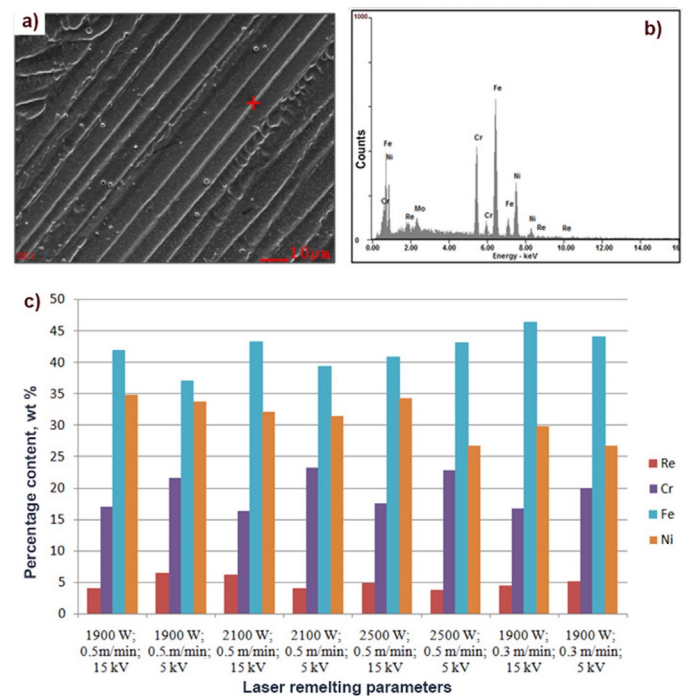 a)
10µm
b)
1000
Counts
0
Fe
Ni
Cr
Re
Mo
Cr
Cr
Fe
Fe
Ni
Ni
Re
Re
0.00 2.00 4.00 6.00 8.00 10.00 12.00 14.00 16.0
Energy - keV
c)
Percentage content, wt %
50
45
40
35
30
25
20
15
10
5
0
Re
Cr
Fe
Ni
1900 W; 1900 W; 2100 W; 2100 W; 2500 W; 2500 W; 1900 W; 1900 W;
0.5m/min; 0.5m/min; 0.5 m/min; 0.5 m/min; 0.5 m/min; 0.5 m/min; 0.3 m/min; 0.3 m/min;
15 kV 5 kV 15 kV 5 kV 15 kV 5 kV 15 kV 5 kV
Laser remelting parameters